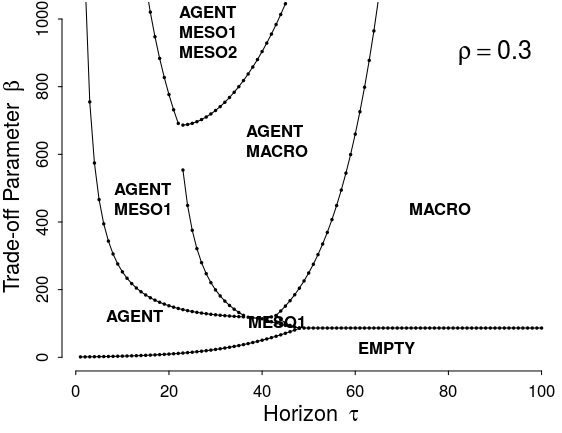 AGENT
MESO1
MESO2
ρ = 0.3
AGENT
MACRO
AGENT
MESO1
MACRO
AGENT
MESO1
EMPTY
Trade-off Parameter β
0
200
400
600
800
1000
0
20
40
60
80
100
Horizon τ